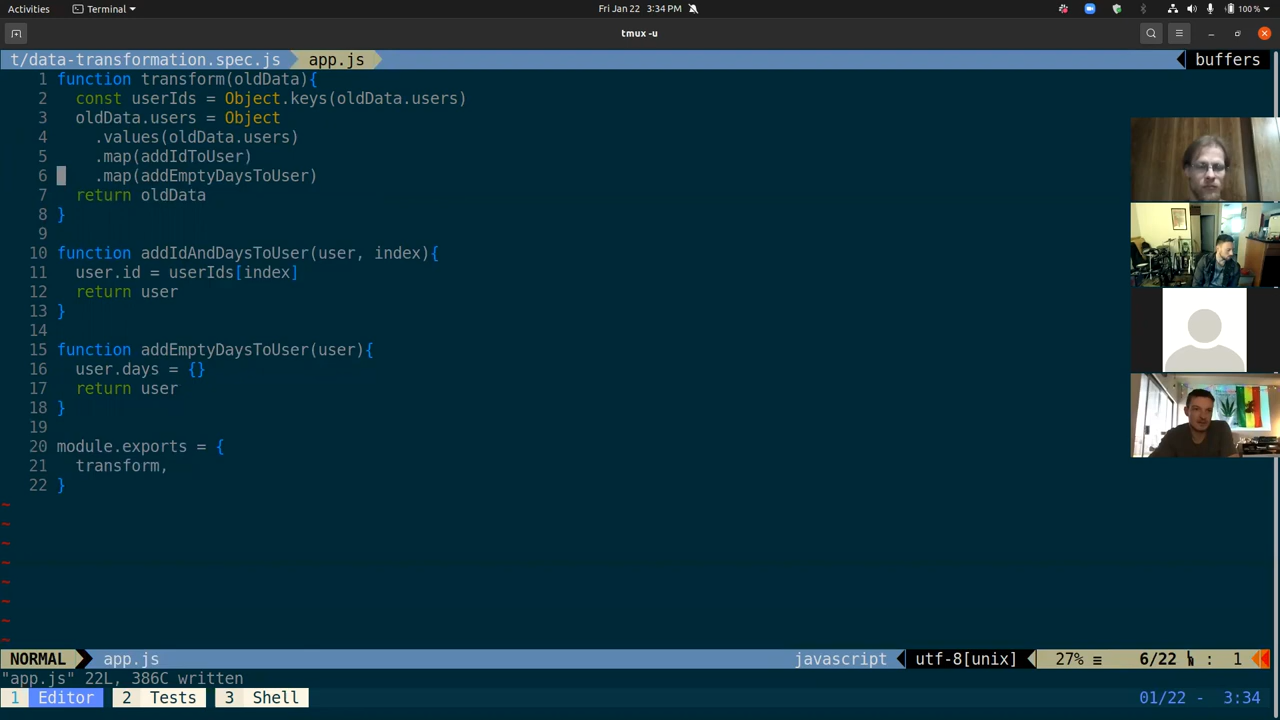 Activities Terminal Fri Jan 22 3:34 PM 100 %
tmux -u
t/data-transformation.spec.js app.js buffers
1 function transform(oldData){
2 const userIds = Object.keys(oldData.users)
3 oldData.users = Object
4 .values(oldData.users)
5 .map(addIdToUser)
6 .map(addEmptyDaysToUser)
7 return oldData
8 }
9
10 function addIdAndDaysToUser(user, index){
11 user.id = userIds[index]
12 return user
13 }
14
15 function addEmptyDaysToUser(user){
16 user.days = {}
17 return user
18 }
19
20 module.exports = {
21 transform,
22 }
~
~
~
~
~
~
~
~
NORMAL app.js javascript utf-8[unix] 27% ≡ 6/22 : 1
"app.js" 22L, 386C written
1 Editor 2 Tests 3 Shell 01/22 - 3:34